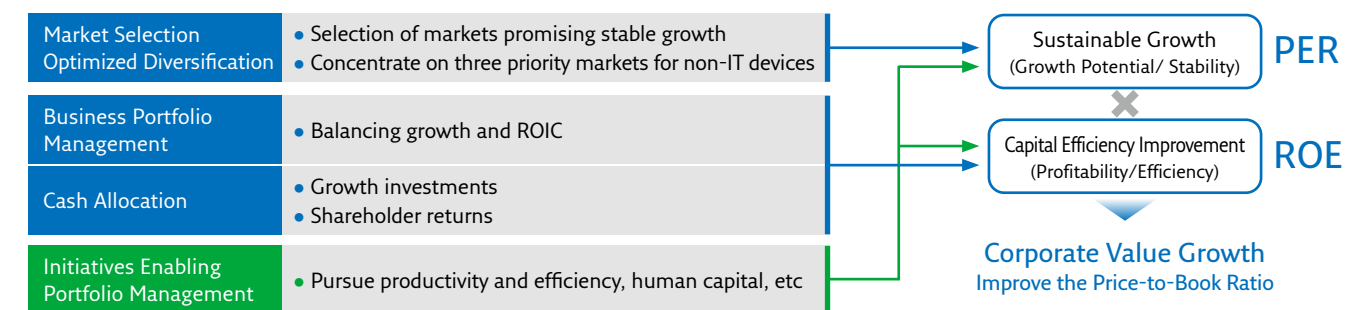 Market Selection
Optimized Diversification
• Selection of markets promising stable growth
• Concentrate on three priority markets for non-IT devices
Business Portfolio
Management
• Balancing growth and ROIC
Cash Allocation
• Growth investments
• Shareholder returns
Initiatives Enabling
Portfolio Management
• Pursue productivity and efficiency, human capital, etc
Sustainable Growth
(Growth Potential/ Stability)
PER
Capital Efficiency Improvement
(Profitability/Efficiency)
ROE
Corporate Value Growth
Improve the Price-to-Book Ratio